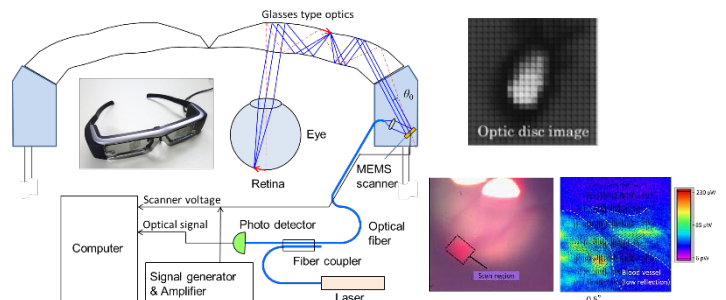 Glasses type optics
θ0
Eye
Retina
MEMS
scanner
Scanner voltage
Optical signal
Photo detector
Computer
Optical
fiber
Fiber coupler
Signal generator
& Amplifier
Laser
Optic disc image
Scan region
Blood vessel
(low reflection)
230 pW
5 pW